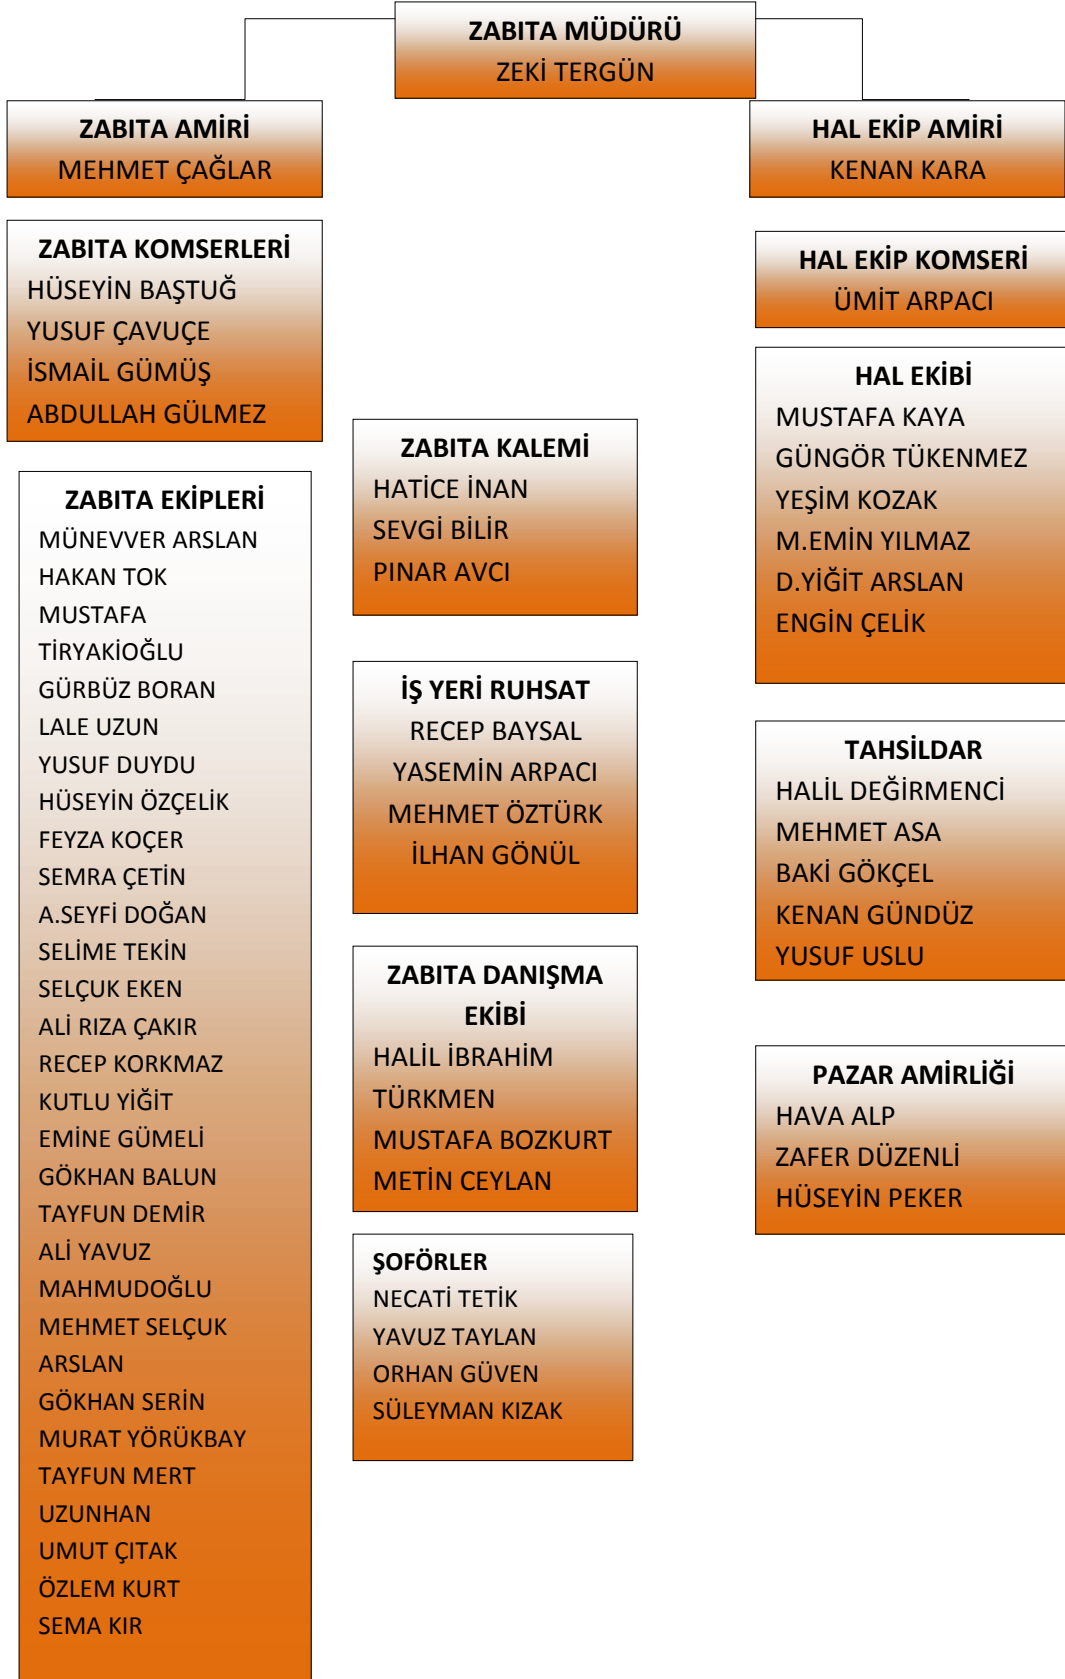 ZABITA MÜDÜRÜ
ZEKİ TERGÜN
ZABITA AMİRİ
MEHMET ÇAĞLAR
HAL EKİP AMİRİ
KENAN KARA
ZABITA KOMSERLERİ
HÜSEYİN BAŞTUĞ
YUSUF ÇAVUÇE
İSMAİL GÜMÜŞ
ABDULLAH GÜLMEZ
HAL EKİP KOMSERİ
ÜMİT ARPACI
HAL EKİBİ
MUSTAFA KAYA
GÜNGÖR TÜKENMEZ
YEŞİM KOZAK
M.EMİN YILMAZ
D.YİĞİT ARSLAN
ENGİN ÇELİK
ZABITA KALEMİ
HATİCE İNAN
SEVGİ BİLİR
PINAR AVCI
ZABITA EKİPLERİ
MÜNEVVER ARSLAN
HAKAN TOK
MUSTAFA
TİRYAKİOĞLU
GÜRBÜZ BORAN
LALE UZUN
YUSUF DUYDU
HÜSEYİN ÖZÇELİK
FEYZA KOÇER
SEMRA ÇETİN
A.SEYFİ DOĞAN
SELİME TEKİN
SELÇUK EKEN
ALİ RIZA ÇAKIR
RECEP KORKMAZ
KUTLU YİĞİT
EMİNE GÜMELİ
GÖKHAN BALUN
TAYFUN DEMİR
ALİ YAVUZ
MAHMUDOĞLU
MEHMET SELÇUK
ARSLAN
GÖKHAN SERİN
MURAT YÖRÜKBAY
TAYFUN MERT
UZUNHAN
UMUT ÇITAK
ÖZLEM KURT
SEMA KIR
İŞ YERİ RUHSAT
RECEP BAYSAL
YASEMİN ARPACI
MEHMET ÖZTÜRK
İLHAN GÖNÜL
TAHSİLDAR
HALİL DEĞİRMENCİ
MEHMET ASA
BAKİ GÖKÇEL
KENAN GÜNDÜZ
YUSUF USLU
ZABITA DANIŞMA
EKİBİ
HALİL İBRAHİM
TÜRKMEN
MUSTAFA BOZKURT
METİN CEYLAN
PAZAR AMİRLİĞİ
HAVA ALP
ZAFER DÜZENLİ
HÜSEYİN PEKER
ŞOFÖRLER
NECATİ TETİK
YAVUZ TAYLAN
ORHAN GÜVEN
SÜLEYMAN KIZAK